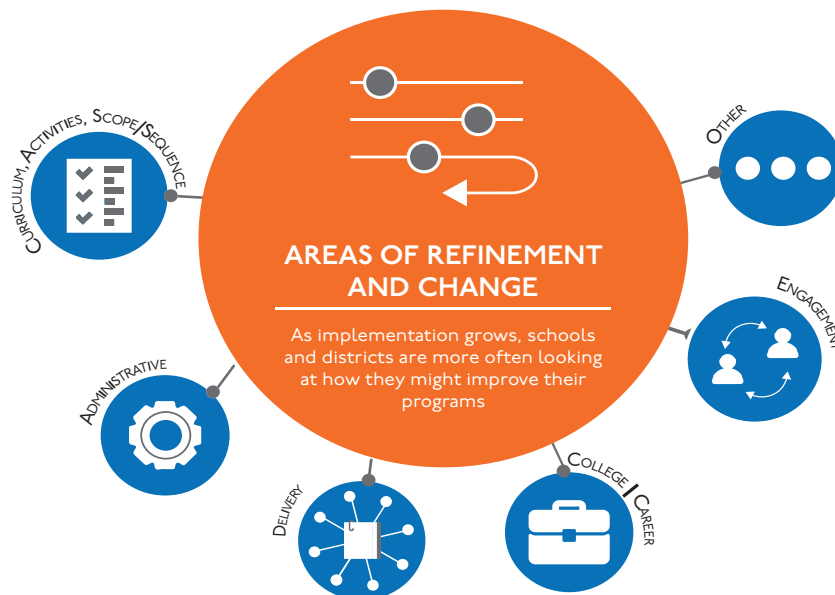 AREAS OF REFINEMENT
AND CHANGE
As implementation grows, schools
and districts are more often looking
at how they might improve their
programs
CURRICULUM, ACTIVITIES, SCOPE/SEQUENCE
ADMINISTRATIVE
DELIVERY
COLLEGE/CAREER
ENGAGEMENT
OTHER